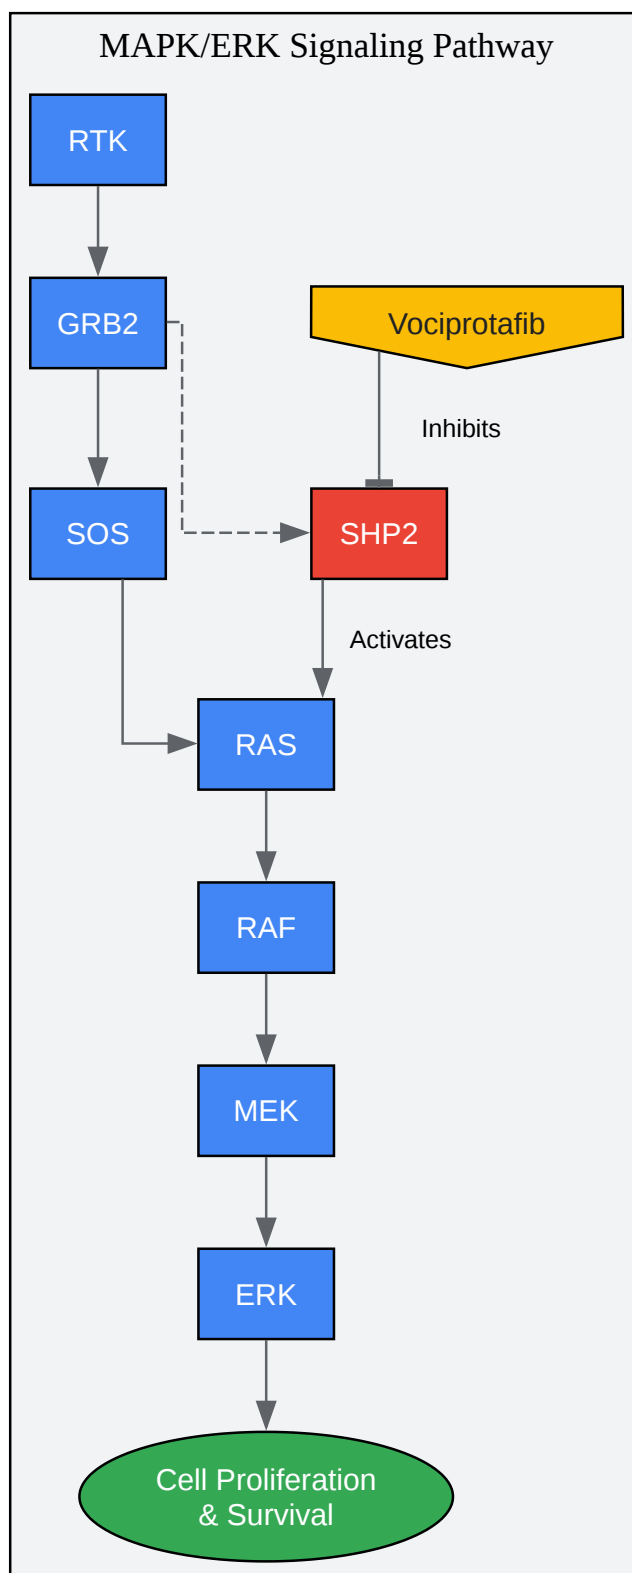 MAPK/ERK Signaling Pathway
RTK
GRB2
Vociprotafib
Inhibits
SOS
SHP2
Activates
RAS
RAF
MEK
ERK
Cell Proliferation
& Survival